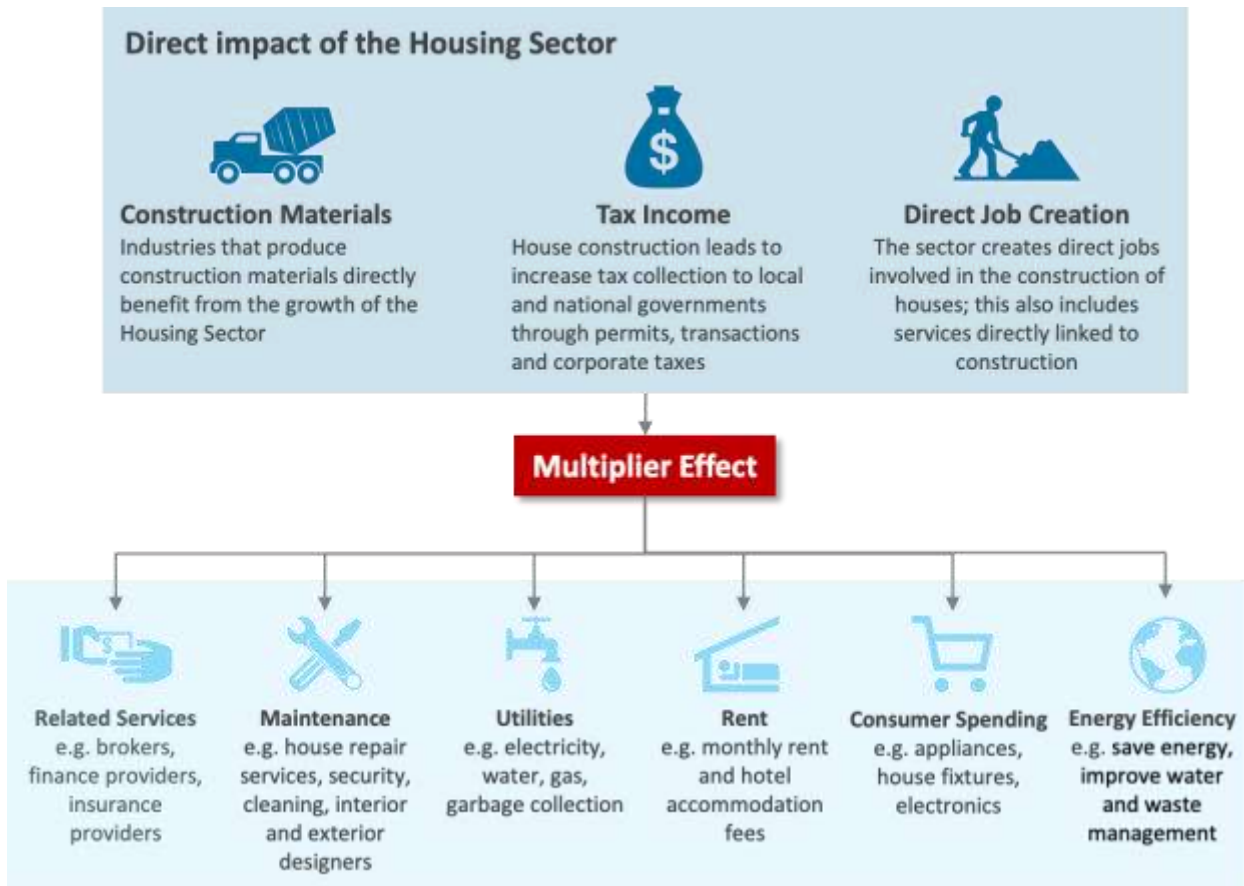 Direct impact of the Housing Sector
$
Construction Materials
Industries that produce
construction materials directly
benefit from the growth of the
Housing Sector
Tax Income
House construction leads to
increase tax collection to local
and national governments
through permits, transactions
and corporate taxes
Direct Job Creation
The sector creates direct jobs
involved in the construction of
houses; this also includes
services directly linked to
construction
Multiplier Effect
$
Related Services
e.g. brokers,
finance providers,
insurance
providers
Maintenance
e.g. house repair
services, security,
cleaning, interior
and exterior
designers
Utilities
e.g. electricity,
water, gas,
garbage collection
Rent
e.g. monthly rent
and hotel
accommodation
fees
Consumer Spending
e.g. appliances,
house fixtures,
electronics
Energy Efficiency
e.g. save energy,
improve water
and waste
management